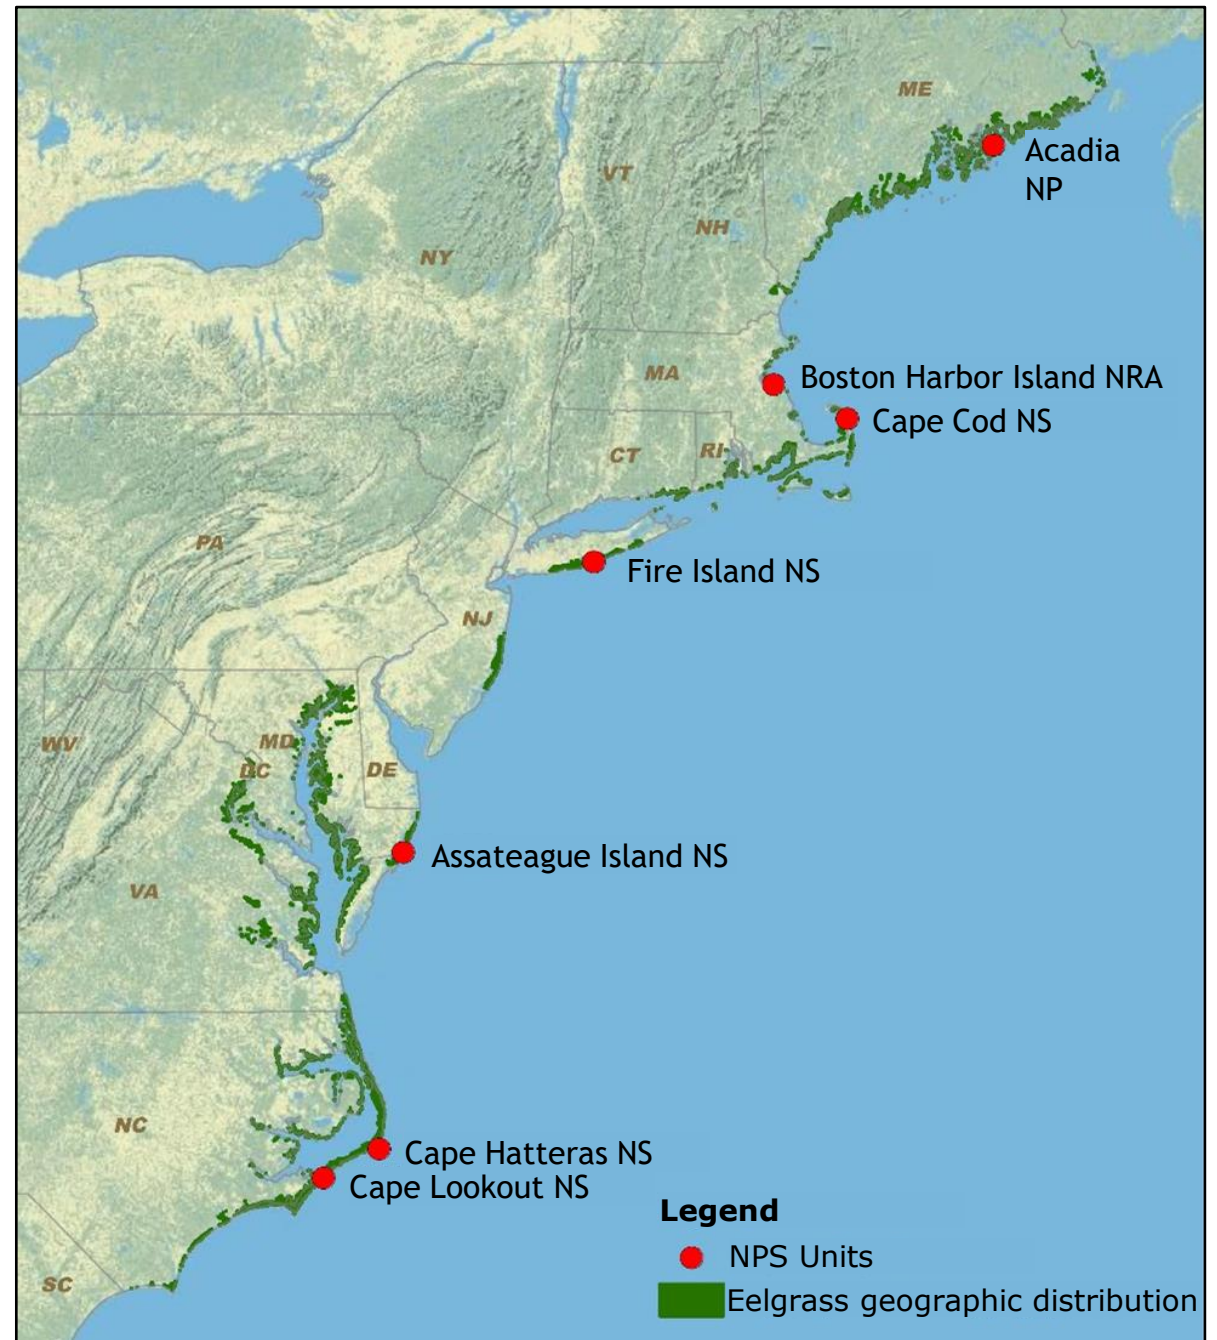 ME
Acadia
NP
VT
NH
NY
MA
Boston Harbor Island NRA
Cape Cod NS
CT
RI
PA
Fire Island NS
NJ
WV
MD
DC
DE
Assateague Island NS
VA
NC
Cape Hatteras NS
Cape Lookout NS
Legend
NPS Units
Eelgrass geographic distribution
SC